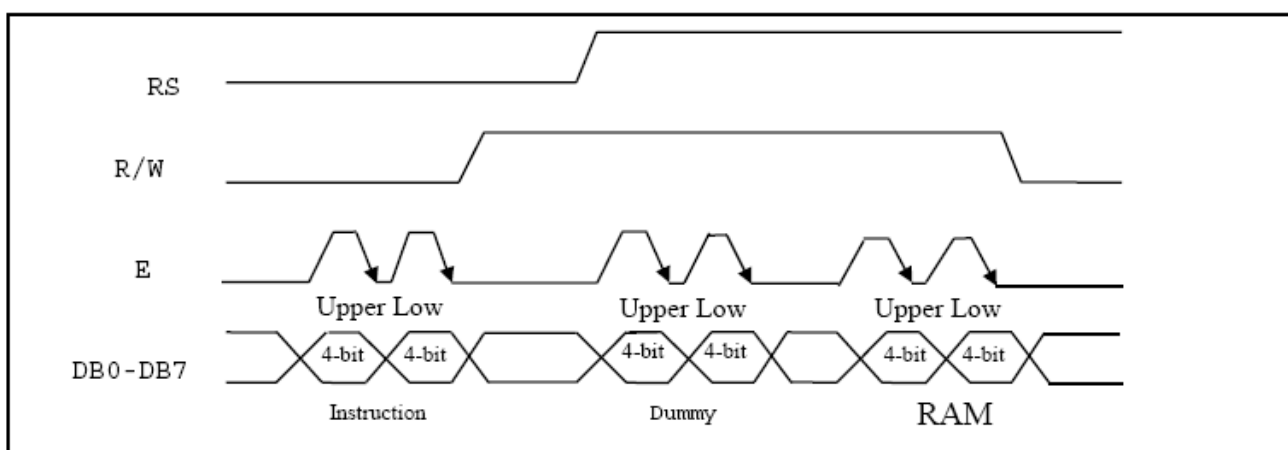 RS
R/W
E
Upper Low Upper Low Upper Low
DB0-DB7 4-bit 4-bit 4-bit 4-bit 4-bit 4-bit
Instruction Dummy RAM